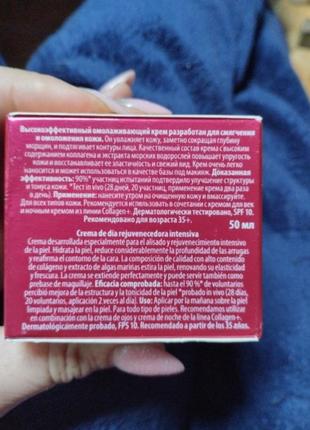 Высокоэффективный омолаживающий крем разработан для смягчения
и омоложения кожи. Он увлажняет кожу, заметно сокращая глубину
морщин, и подтягивает контуры лица. Качественный состав крема с высоким
содержанием коллагена и экстракта морских водорослей повышает упругость
кожи и восстанавливает ее эластичность и свежий вид. Крем очень легко
наносится и может использоваться в качестве базы под макияж. Доказанная
эффективность: 90%* участниц испытания подтвердили улучшение структуры
и тонуса кожи. *Тест in vivo (28 дней, 20 участниц, применение крема два раза
в день). Применение: нанести утром на очищенную кожу лица.
Для всех типов кожи. Рекомендуется использовать в сочетании с кремом для век
и ночным кремом из линии Collagen+. Дерматологически тестировано, SPF 10.
Рекомендовано для возраста 35+.
50 мл
Crema de día rejuvenecedora intensiva
Crema desarrollada especialmente para el alisado y rejuvenecimiento intensivo
de la piel. Hidrata la piel, reduce considerablemente la profundidad de las arrugas
y reafirma el contorno de la cara. La composición de calidad con alto contenido
de colágeno y extracto de algas marinas estira la piel, renovando su elasticidad
y frescura. La crema se extiende perfectamente y puede servir también como
prebase de maquillaje. Eficacia comprobada: hasta el 90 %* de voluntarios
percibió mejora de la estructura y la tonicidad de la piel *probado in vivo (28 días,
20 voluntarios, aplicación 2 veces al día). Uso: Aplicar por la mañana sobre la piel
limpia en la zona del rostro. Para todo tipo de pieles. Recomendamos utilizar
en combinación con la crema de ojos y crema de noche de la línea Collagen+.
Dermatológicamente probado, FPS 10. Recomendado a partir de los 35 años.